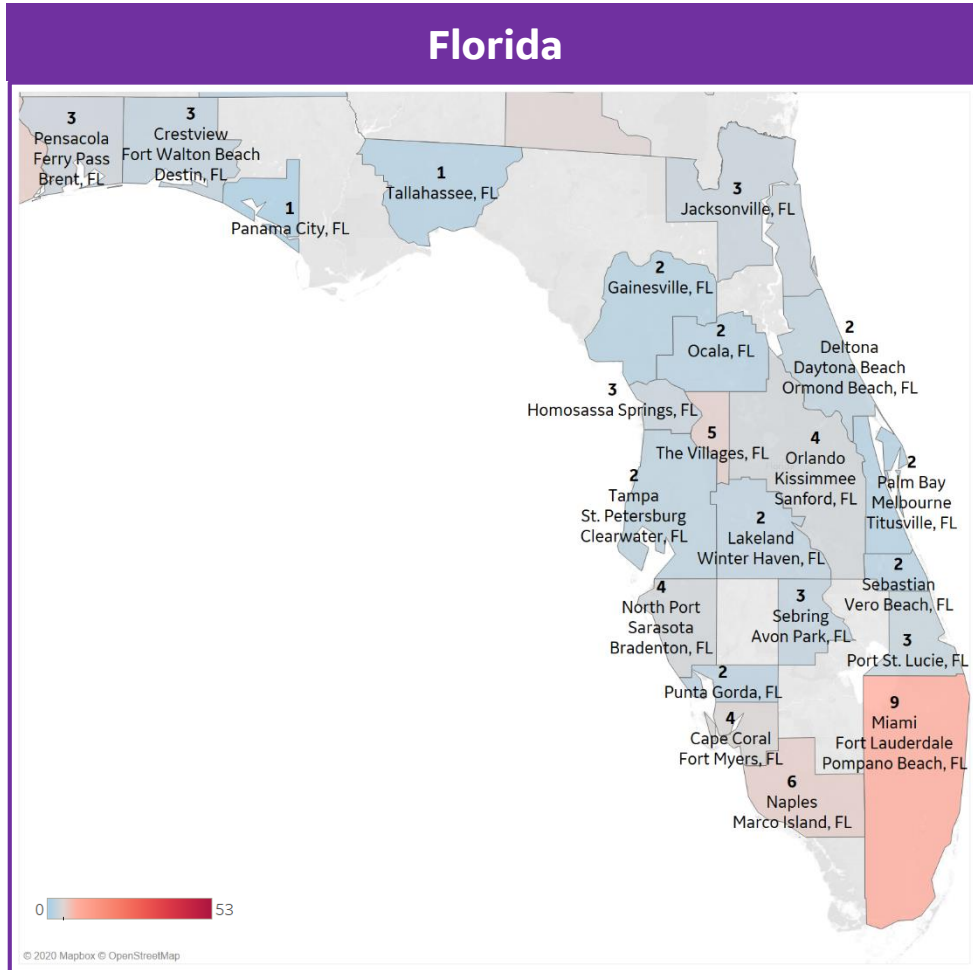 Florida
3
Pensacola
Ferry Pass
Brent, FL
3
Crestview
Fort Walton Beach
Destin, FL
1
Panama City, FL
1
Tallahassee, FL
3
Jacksonville, FL
2
Gainesville, FL
2
Ocala, FL
2
Deltona
Daytona Beach
Ormond Beach, FL
3
Homosassa Springs, FL
5
The Villages, FL
4
Orlando
Kissimmee
Sanford, FL
2
Palm Bay
Melbourne
Titusville, FL
2
Tampa
St. Petersburg
Clearwater, FL
2
Lakeland
Winter Haven, FL
2
Sebastian
Vero Beach, FL
4
North Port
Sarasota
Bradenton, FL
3
Sebring
Avon Park, FL
3
Port St. Lucie, FL
2
Punta Gorda, FL
4
Cape Coral
Fort Myers, FL
9
Miami
Fort Lauderdale
Pompano Beach, FL
6
Naples
Marco Island, FL
0 53
© 2020 Mapbox © OpenStreetMap